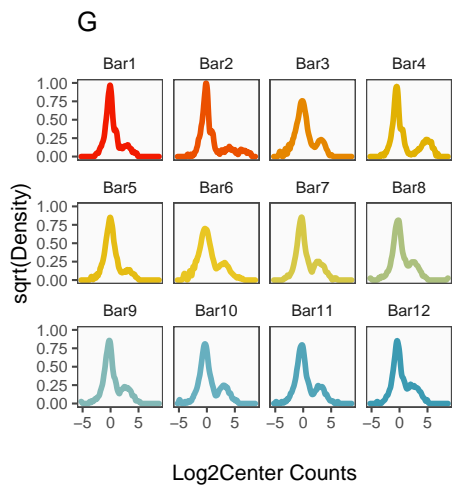 G
Bar1 Bar2 Bar3 Bar4
1.00
0.75
0.50
0.25
0.00
Bar5 Bar6 Bar7 Bar8
1.00
0.75
0.50
0.25
0.00
Bar9 Bar10 Bar11 Bar12
1.00
0.75
0.50
0.25
0.00
−5 0 5 −5 0 5 −5 0 5 −5 0 5
sqrt(Density)
Log2Center Counts